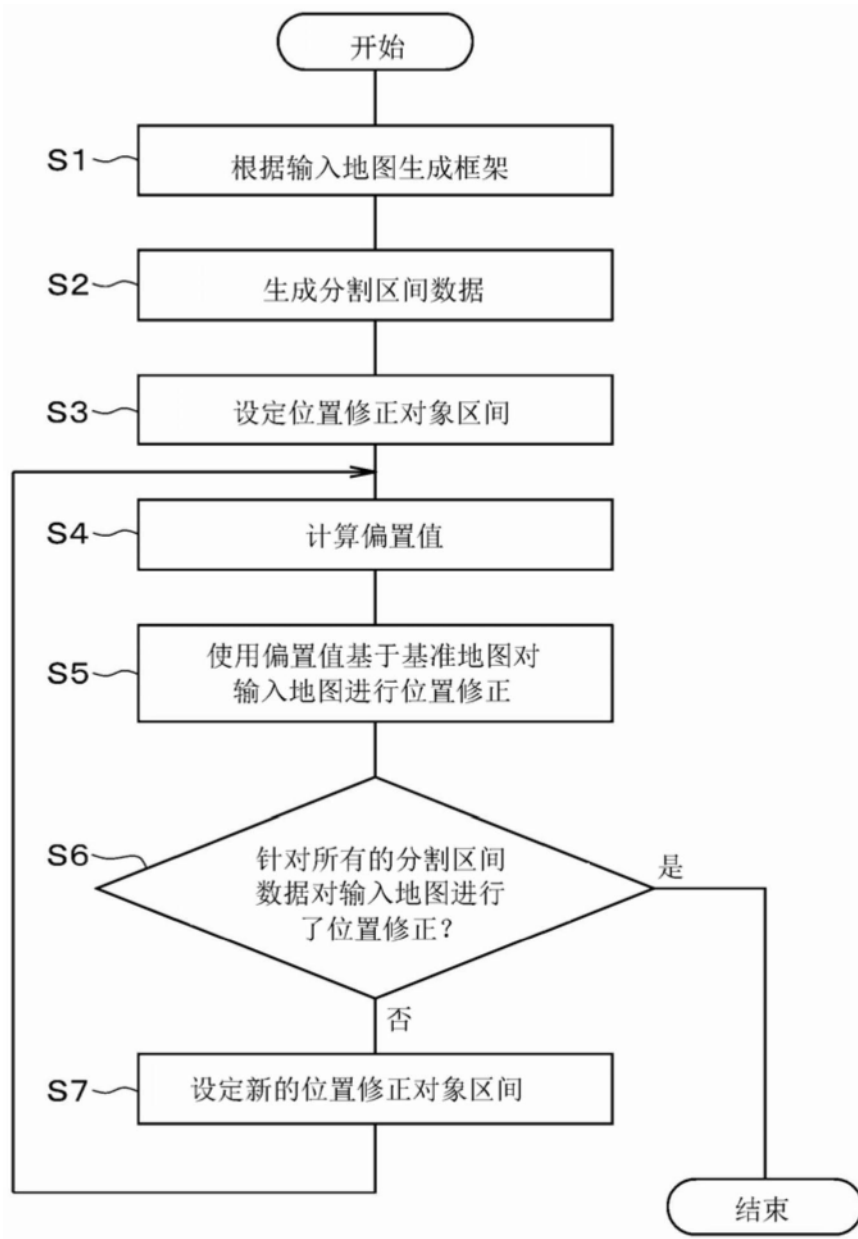 开始
S1
根据输入地图生成框架
S2
生成分割区间数据
S3
设定位置修正对象区间
S4
计算偏置值
S5
使用偏置值基于基准地图对
输入地图进行位置修正
S6
针对所有的分割区间
数据对输入地图进行
了位置修正？
是
否
S7
设定新的位置修正对象区间
结束